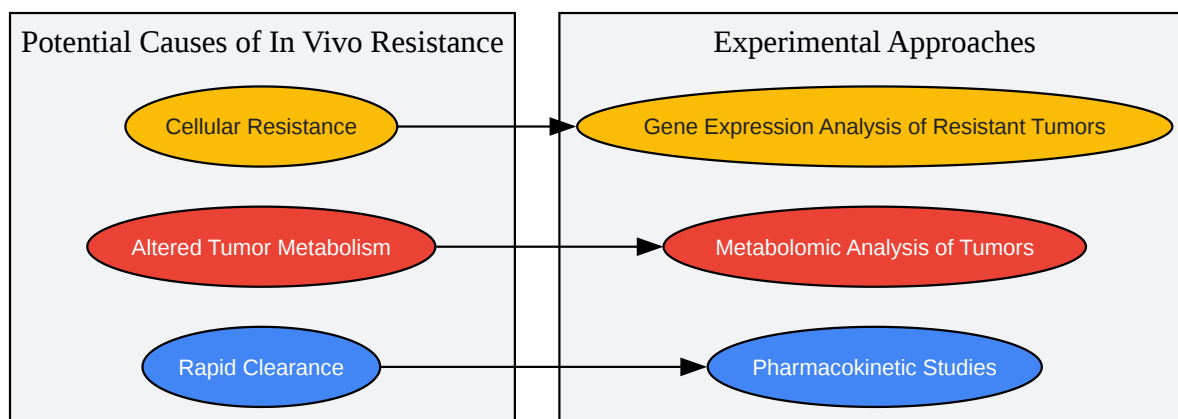 Potential Causes of In Vivo Resistance
Cellular Resistance
Altered Tumor Metabolism
Rapid Clearance
Experimental Approaches
Gene Expression Analysis of Resistant Tumors
Metabolomic Analysis of Tumors
Pharmacokinetic Studies